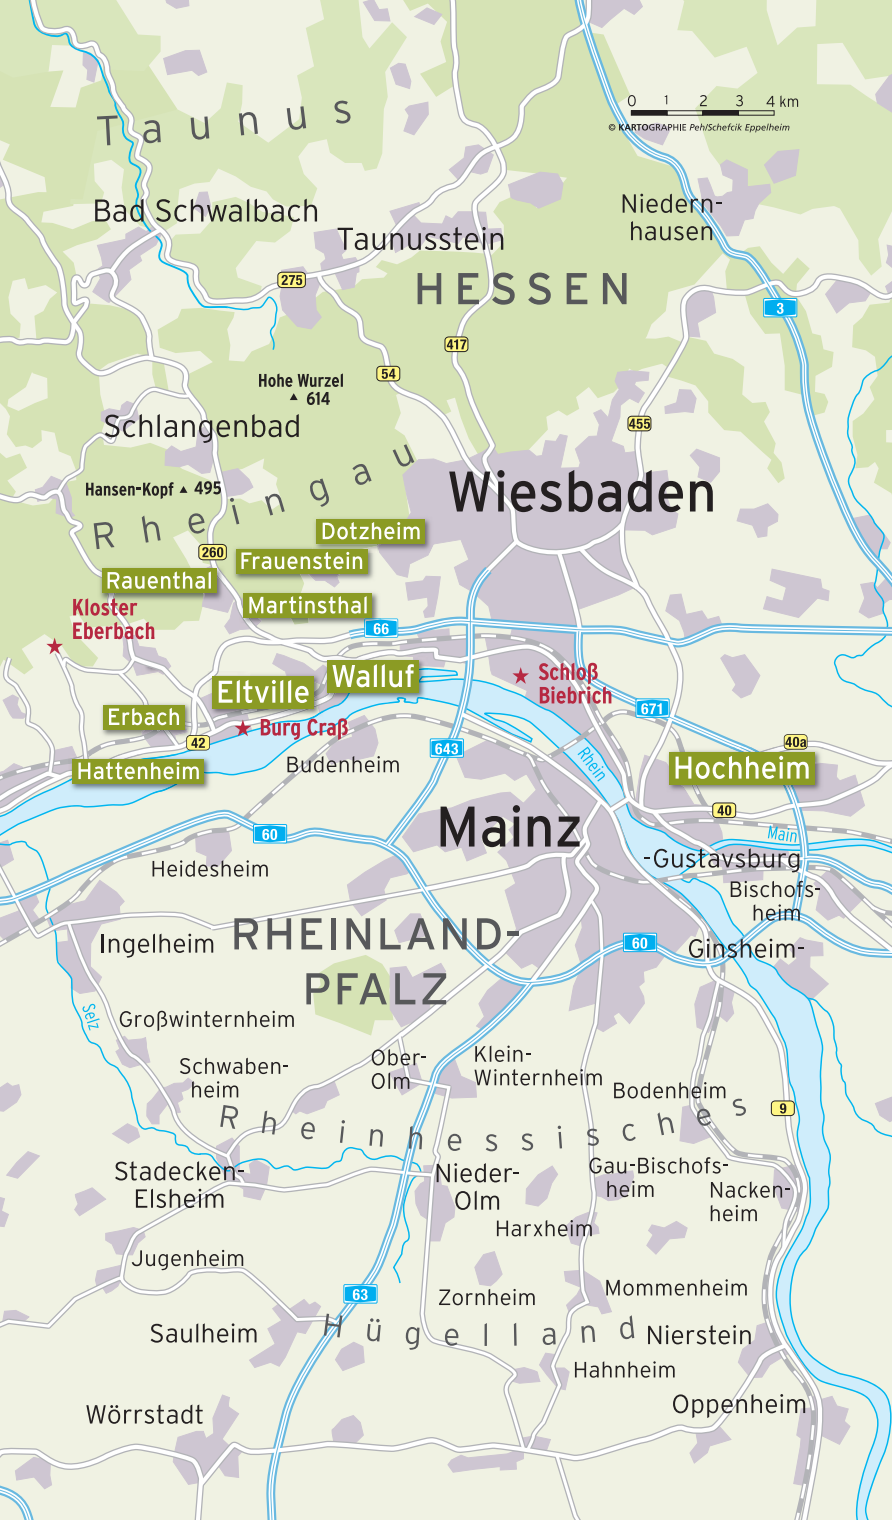 0 1 2 3 4 km
© KARTOGRAPHIE Peh/Schefcik Eppelheim
Taunus
Bad Schwalbach
Niedern-
hausen
Taunusstein
275
HESSEN
3
417
54
Hohe Wurzel
614
Schlangenbad
455
Rheingau
Hansen-Kopf 495
Wiesbaden
Dotzheim
260
Frauenstein
Rauenthal
Kloster
Eberbach
Martinsthal
66
Walluf
Schloß
Biebrich
Eltville
671
Erbach
Burg Craß
42
643
40a
Hattenheim
Budenheim
Rhein
Hochheim
40
60
Mainz
Main
-Gustavsburg
Heidesheim
Bischofs-
heim
Ingelheim
RHEINLAND-
PFALZ
60
Ginsheim-
Selz
Großwinternheim
Ober-
Olm
Klein-
Winternheim
Schwaben-
heim
Bodenheim
9
Rheinhessisches
Stadecken-
Elsheim
Nieder-
Olm
Gau-Bischofs-
heim
Nacken-
heim
Harxheim
Jugenheim
63
Zornheim
Mommenheim
Saulheim
Hügelland
Nierstein
Hahnheim
Wörrstadt
Oppenheim